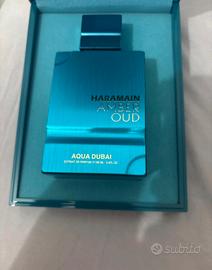 HARAMAIN
AMBER
OUD
AQUA DUBAI
EXTRAIT DE PARFUM
subito